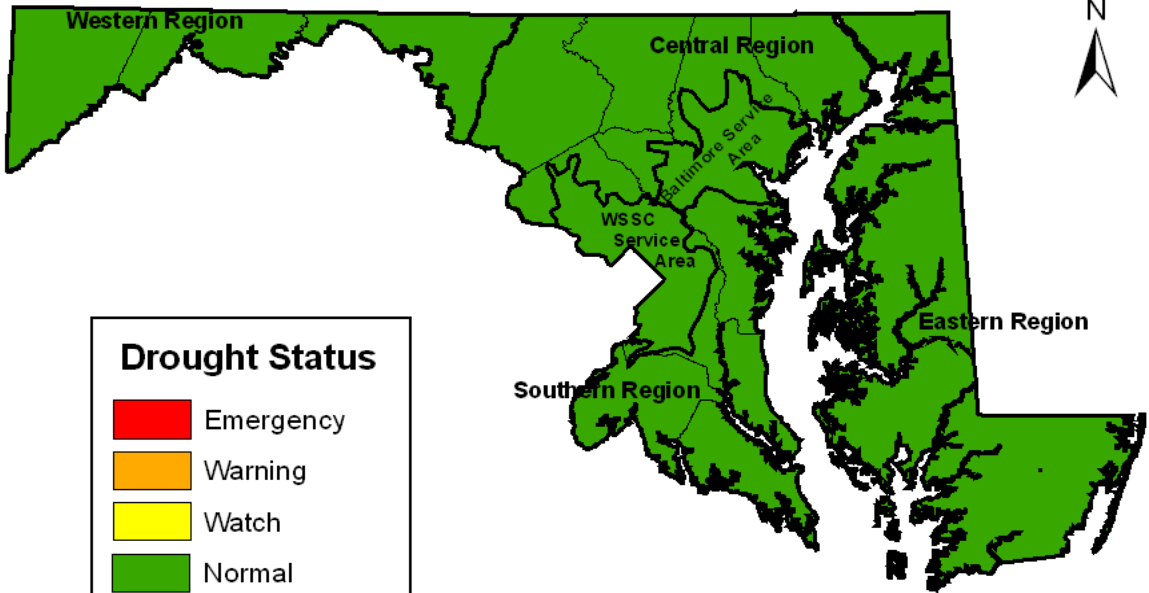 Western Region
N
Central Region
Baltimore Service
Area
WSSC
Service
Area
Eastern Region
Southern Region
Drought Status
Emergency
Warning
Watch
Normal